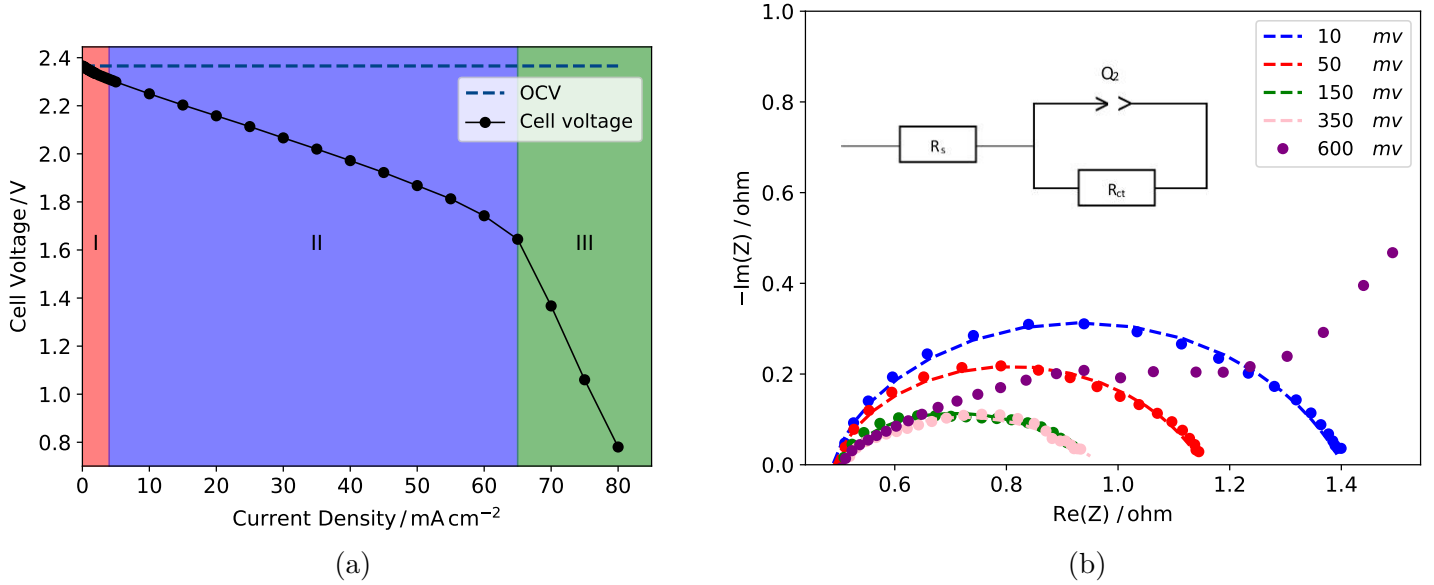 2.4
2.2
2.0
1.8
1.6
1.4
1.2
1.0
0.8
Cell Voltage / V
OCV
Cell voltage
I
II
III
0 10 20 30 40 50 60 70 80
Current Density / mA cm⁻²
(a)
1.0
0.8
0.6
0.4
0.2
0.0
−Im(Z) / ohm
Q₂
Rₛ
R_ct
10 mv
50 mv
150 mv
350 mv
600 mv
0.6 0.8 1.0 1.2 1.4
Re(Z) / ohm
(b)